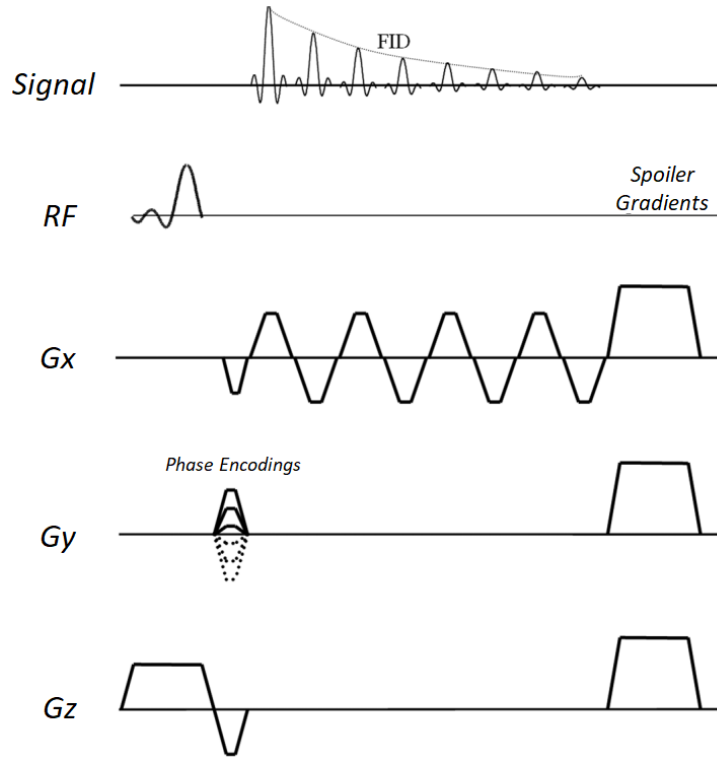 FID
Signal
Spoiler
Gradients
RF
Gx
Phase Encodings
Gy
Gz